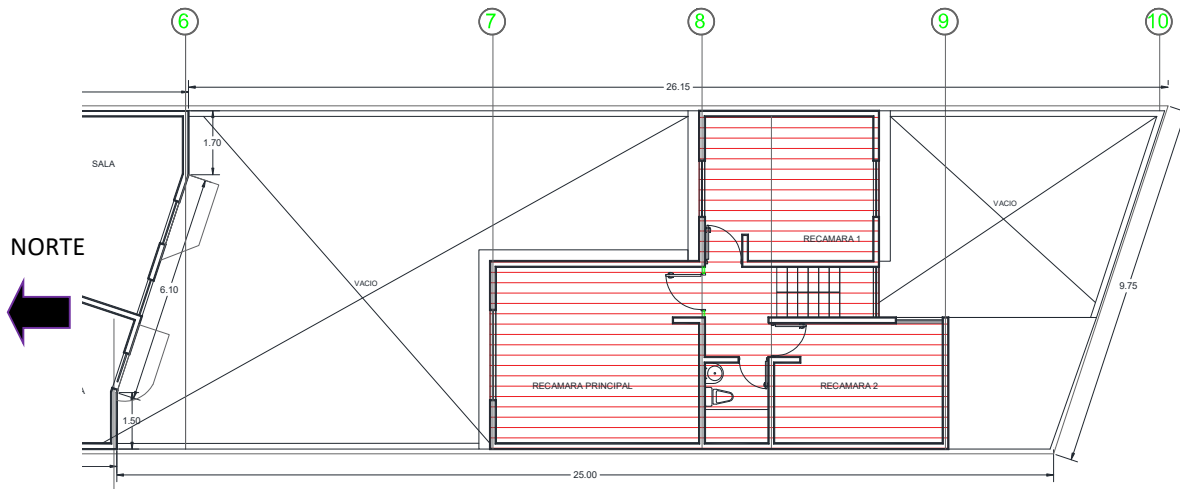 6 7 8 9 10
26.15
1.70
SALA
VACIO
RECAMARA 1
NORTE
6.10
VACIO
9.75
RECAMARA PRINCIPAL
RECAMARA 2
A
1.50
25.00